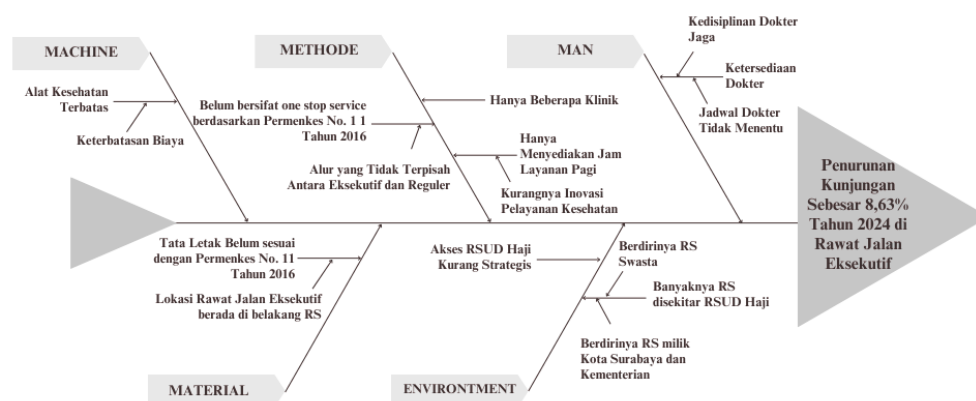 MACHINE
METHODE
MAN
Kedisiplinan Dokter
Jaga
Ketersediaan
Dokter
Jadwal Dokter
Tidak Menentu
Alat Kesehatan
Terbatas
Keterbatasan Biaya
Belum bersifat one stop service
berdasarkan Permenkes No. 1 1
Tahun 2016
Alur yang Tidak Terpisah
Antara Eksekutif dan Reguler
Hanya Beberapa Klinik
Hanya
Menyediakan Jam
Layanan Pagi
Kurangnya Inovasi
Pelayanan Kesehatan
Penurunan
Kunjungan
Sebesar 8,63%
Tahun 2024 di
Rawat Jalan
Eksekutif
Tata Letak Belum sesuai
dengan Permenkes No. 11
Tahun 2016
Lokasi Rawat Jalan Eksekutif
berada di belakang RS
Akses RSUD Haji
Kurang Strategis
Berdirinya RS
Swasta
Banyaknya RS
disekitar RSUD Haji
Berdirinya RS milik
Kota Surabaya dan
Kementerian
MATERIAL
ENVIRONTMENT